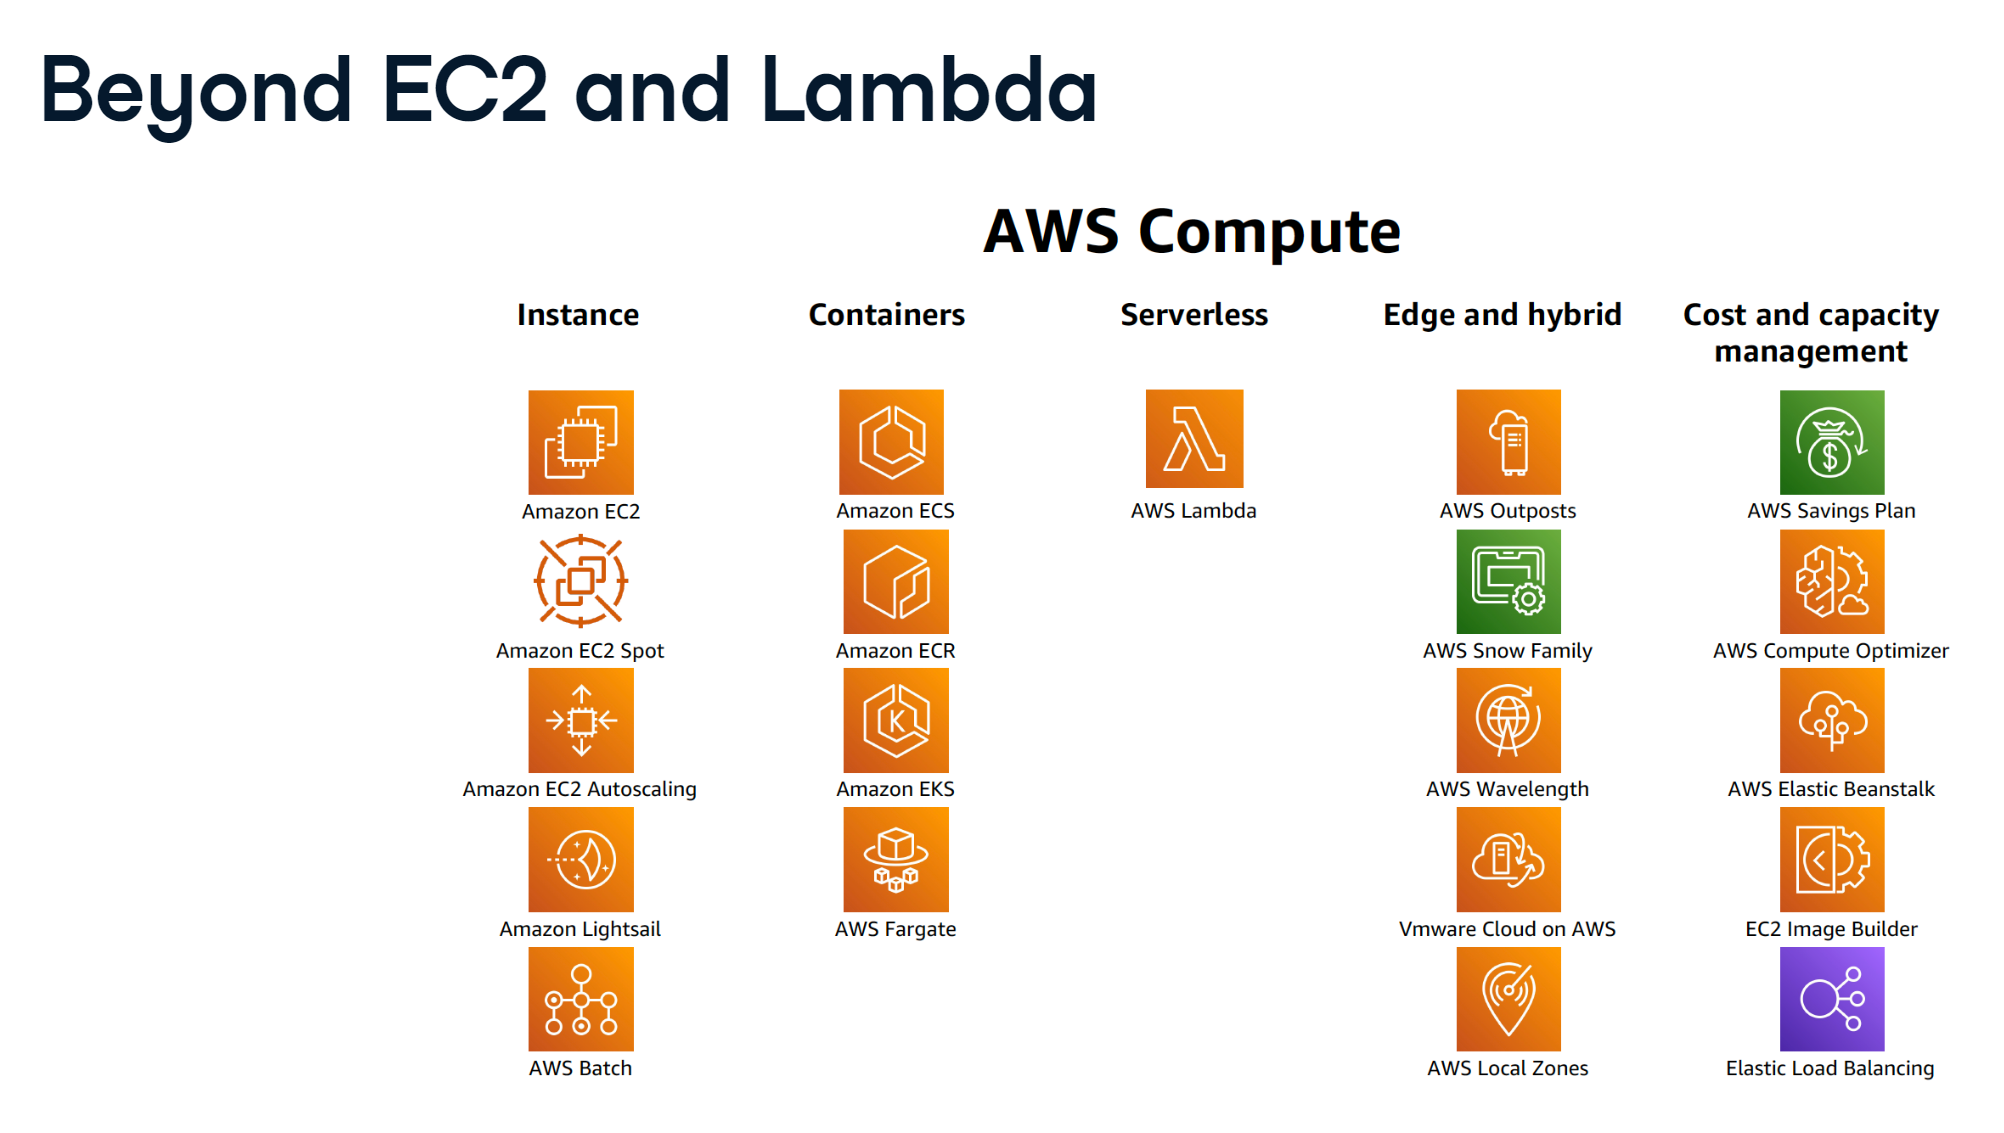 Beyond EC2 and Lambda
AWS Compute
Instance
Containers
Serverless
Edge and hybrid
Cost and capacity
management
Amazon EC2
Amazon ECS
AWS Lambda
AWS Outposts
$
AWS Savings Plan
Amazon EC2 Spot
Amazon ECR
AWS Snow Family
AWS Compute Optimizer
Amazon EC2 Autoscaling
K
Amazon EKS
AWS Wavelength
AWS Elastic Beanstalk
Amazon Lightsail
AWS Fargate
Vmware Cloud on AWS
EC2 Image Builder
AWS Batch
AWS Local Zones
Elastic Load Balancing